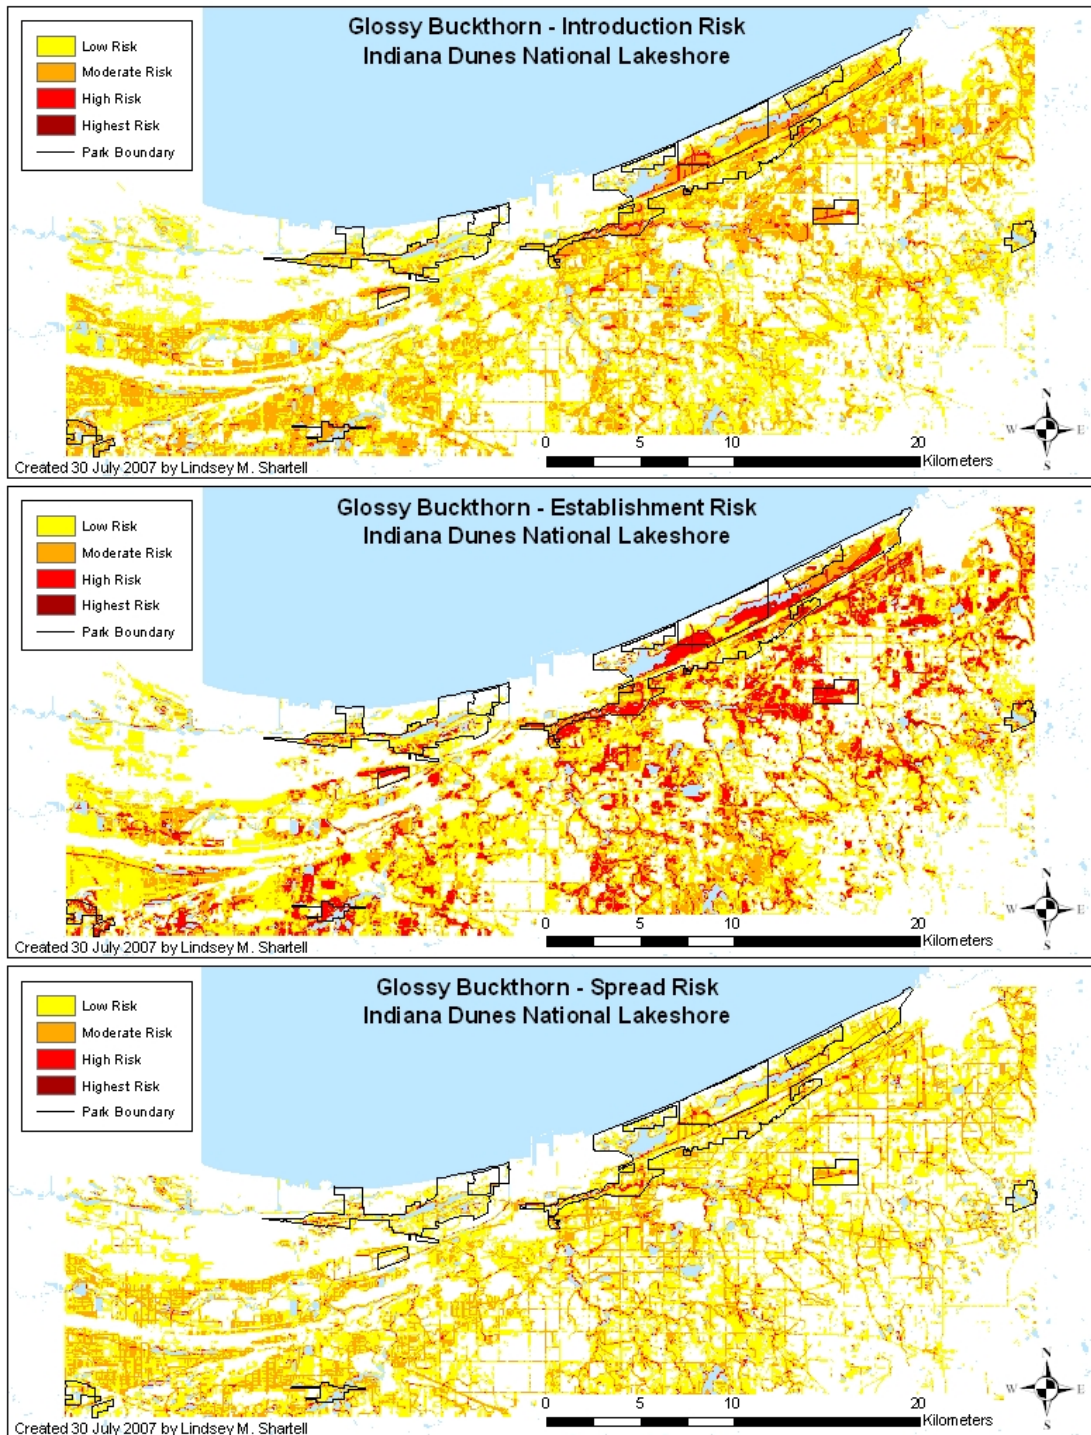 Glossy Buckthorn - Introduction Risk
Indiana Dunes National Lakeshore
Low Risk
Moderate Risk
High Risk
Highest Risk
Park Boundary
N
W E
S
0 5 10 20
Kilometers
Created 30 July 2007 by Lindsey M. Shartell
Glossy Buckthorn - Establishment Risk
Indiana Dunes National Lakeshore
Low Risk
Moderate Risk
High Risk
Highest Risk
Park Boundary
N
W E
S
0 5 10 20
Kilometers
Created 30 July 2007 by Lindsey M. Shartell
Glossy Buckthorn - Spread Risk
Indiana Dunes National Lakeshore
Low Risk
Moderate Risk
High Risk
Highest Risk
Park Boundary
N
W E
S
0 5 10 20
Kilometers
Created 30 July 2007 by Lindsey M. Shartell